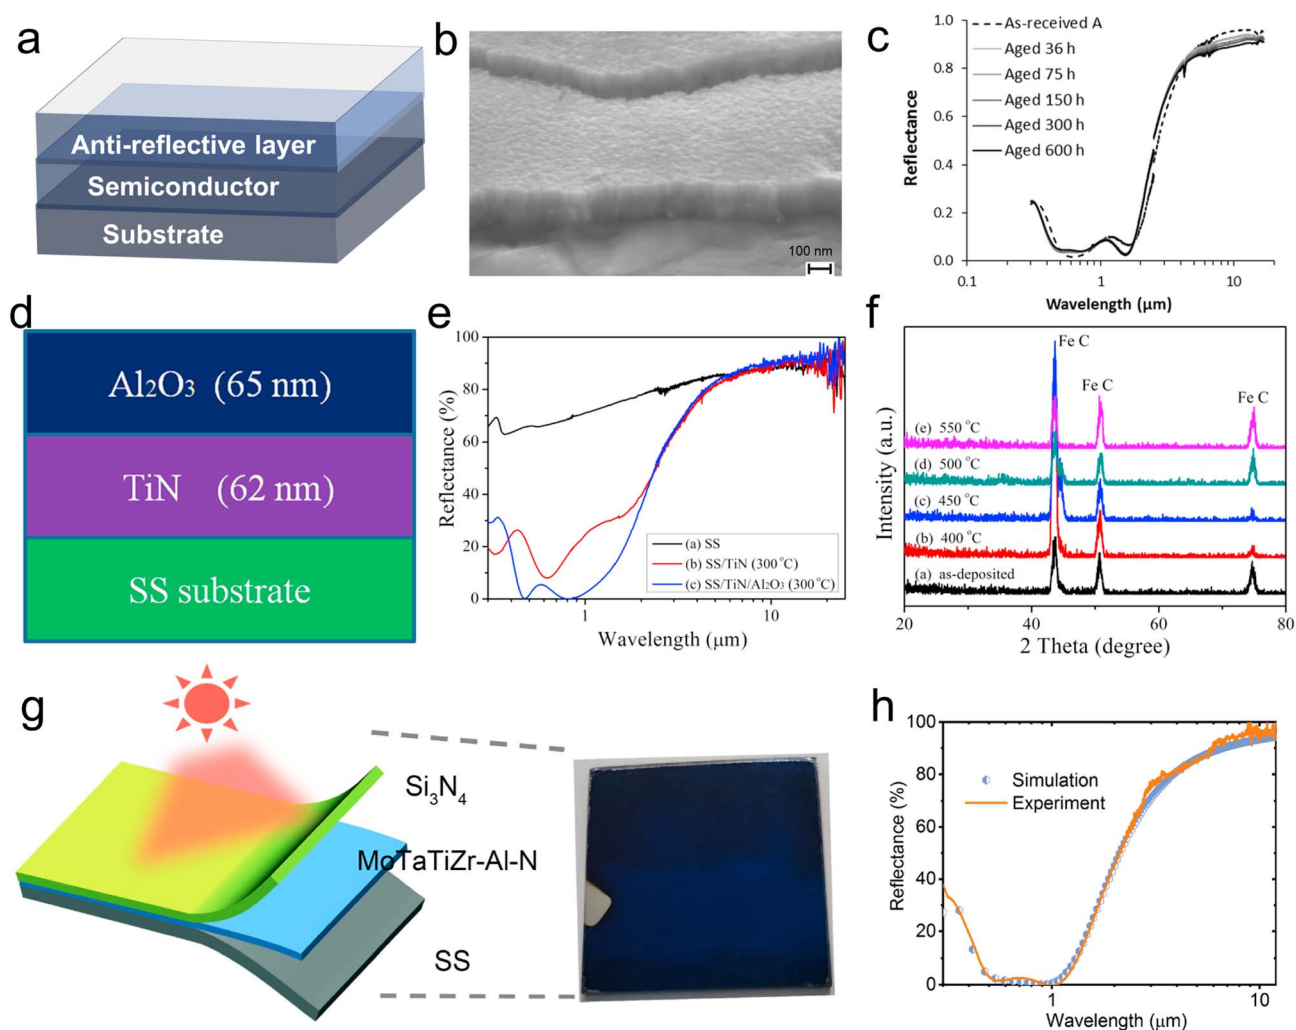 a
Anti-reflective layer
Semiconductor
Substrate
b
100 nm
c
Reflectance
1.0
0.8
0.6
0.4
0.2
0.0
As-received A
Aged 36 h
Aged 75 h
Aged 150 h
Aged 300 h
Aged 600 h
0.1
1
10
Wavelength (μm)
d
Al₂O₃ (65 nm)
TiN (62 nm)
SS substrate
e
Reflectance (%)
100
80
60
40
20
0
(a) SS
(b) SS/TiN (300 °C)
(c) SS/TiN/Al₂O₃ (300 °C)
1
10
Wavelength (μm)
f
Intensity (a.u.)
Fe C
Fe C
Fe C
(e) 550 °C
(d) 500 °C
(c) 450 °C
(b) 400 °C
(a) as-deposited
20
40
60
80
2 Theta (degree)
g
Si₃N₄
MoTaTiZr-Al-N
SS
h
Reflectance (%)
100
80
60
40
20
0
Simulation
Experiment
1
10
Wavelength (μm)